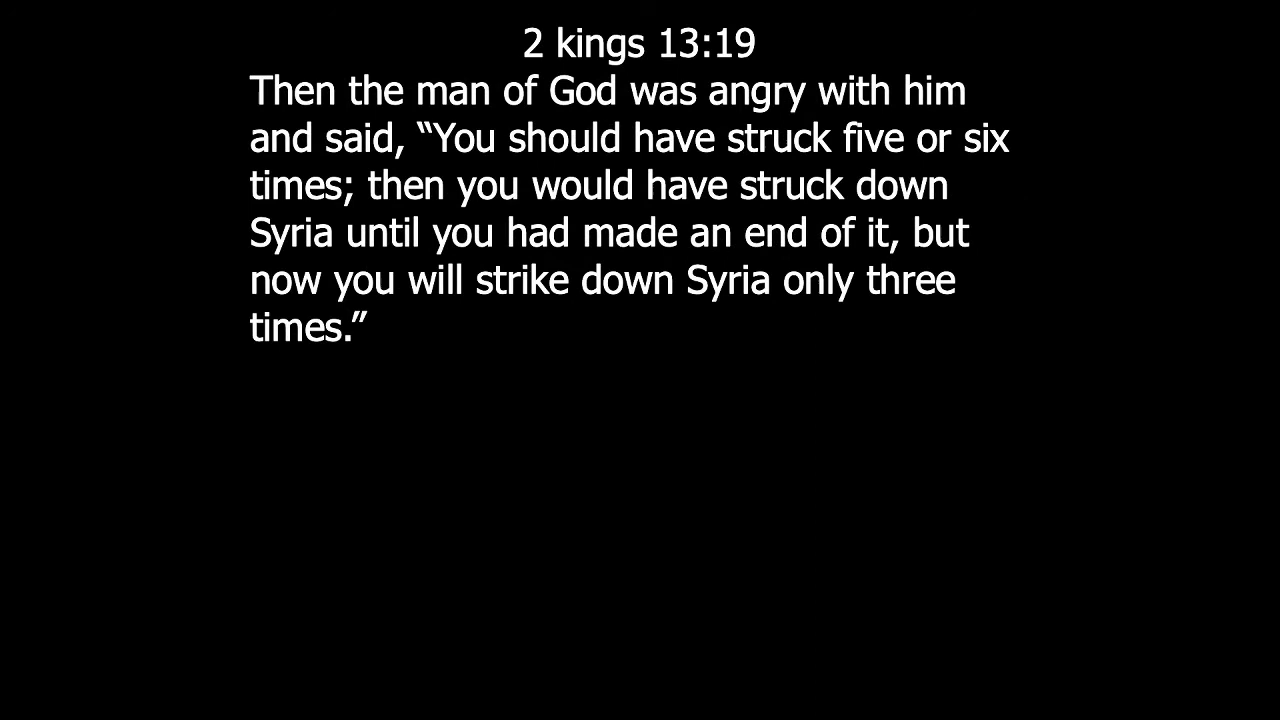 2 kings 13:19
Then the man of God was angry with him
and said, “You should have struck five or six
times; then you would have struck down
Syria until you had made an end of it, but
now you will strike down Syria only three
times.”